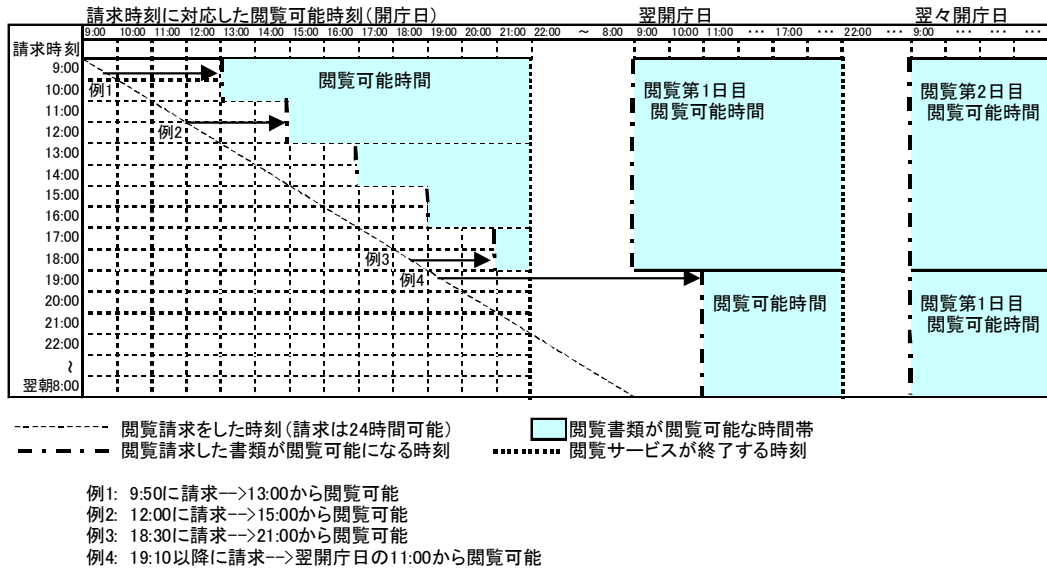 請求時刻に対応した閲覧可能時刻(開庁日) 翌開庁日 翌々開庁日
9:00 10:00 11:00 12:00 13:00 14:00 15:00 16:00 17:00 18:00 19:00 20:00 21:00 22:00 ～ 8:00 9:00 10:00 11:00 ・・・ 17:00 ・・・ 22:00 ・・・ 9:00 ・・・ ・・・ ・・・
請求時刻
9:00
10:00
11:00
12:00
13:00
14:00
15:00
16:00
17:00
18:00
19:00
20:00
21:00
22:00
～
翌朝8:00
例1
例2
例3
例4
閲覧可能時間
閲覧第1日目
閲覧可能時間
閲覧第2日目
閲覧可能時間
閲覧可能時間
閲覧第1日目
閲覧可能時間
閲覧請求をした時刻(請求は24時間可能) 閲覧書類が閲覧可能な時間帯
閲覧請求した書類が閲覧可能になる時刻 閲覧サービスが終了する時刻
例1: 9:50に請求-->13:00から閲覧可能
例2: 12:00に請求-->15:00から閲覧可能
例3: 18:30に請求-->21:00から閲覧可能
例4: 19:10以降に請求-->翌開庁日の11:00から閲覧可能